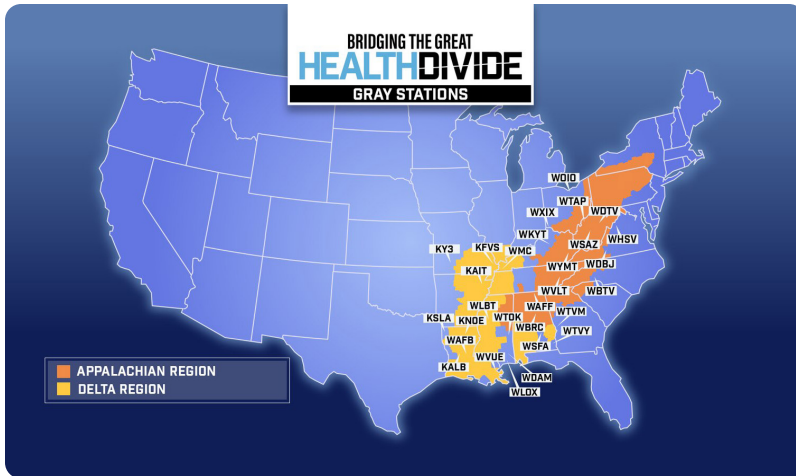 BRIDGING THE GREAT
HEALTHDIVIDE
GRAY STATIONS
WOIO
WTAP
WXIX
WDTV
WKYT
WHSV
KY3
KFVS
WMC
WSAZ
KAIT
WYMT
WDBJ
WVLT
WBTV
WLBT
WAFF
WTVM
KSLA
KNOE
WTOK
WBRC
WTVY
WAFB
WSFA
WVUE
KALB
WDAM
WLOX
APPALACHIAN REGION
DELTA REGION